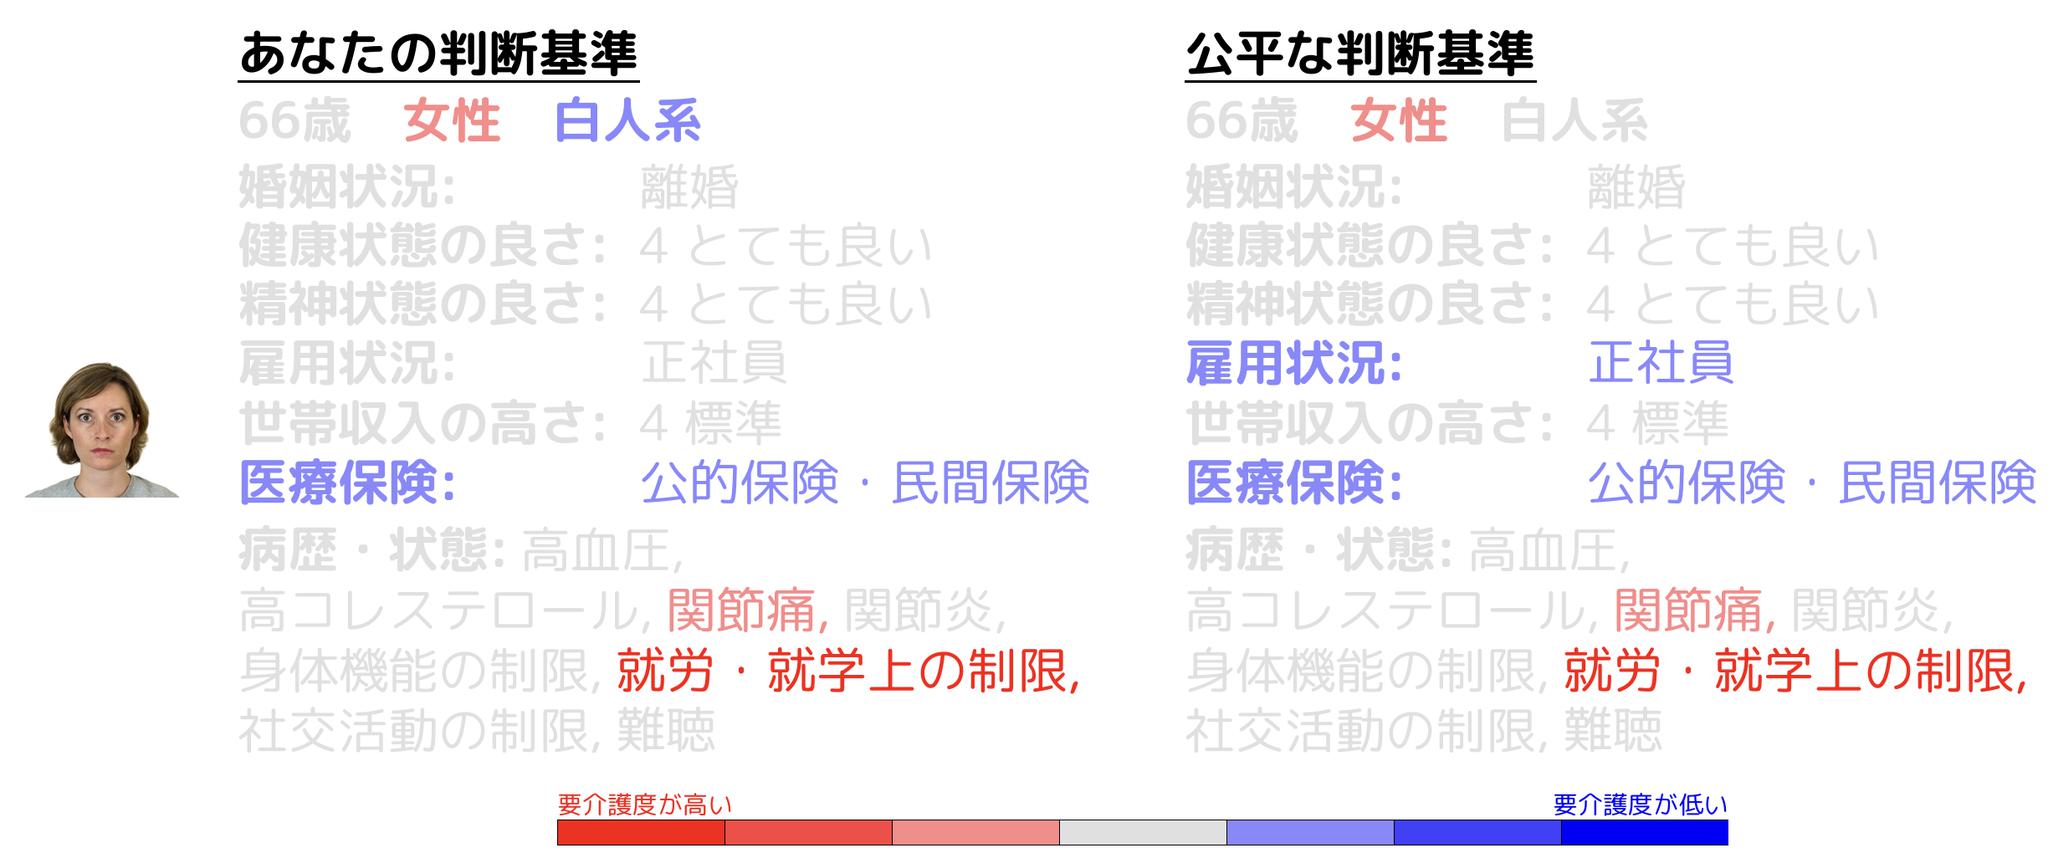 あなたの判断基準
66歳 女性 白人系
婚姻状況: 離婚
健康状態の良さ: 4 とても良い
精神状態の良さ: 4 とても良い
雇用状況: 正社員
世帯収入の高さ: 4 標準
医療保険: 公的保険・民間保険
病歴・状態: 高血圧,
高コレステロール, 関節痛, 関節炎,
身体機能の制限, 就労・就学上の制限,
社交活動の制限, 難聴
公平な判断基準
66歳 女性 白人系
婚姻状況: 離婚
健康状態の良さ: 4 とても良い
精神状態の良さ: 4 とても良い
雇用状況: 正社員
世帯収入の高さ: 4 標準
医療保険: 公的保険・民間保険
病歴・状態: 高血圧,
高コレステロール, 関節痛, 関節炎,
身体機能の制限, 就労・就学上の制限,
社交活動の制限, 難聴
要介護度が高い 要介護度が低い